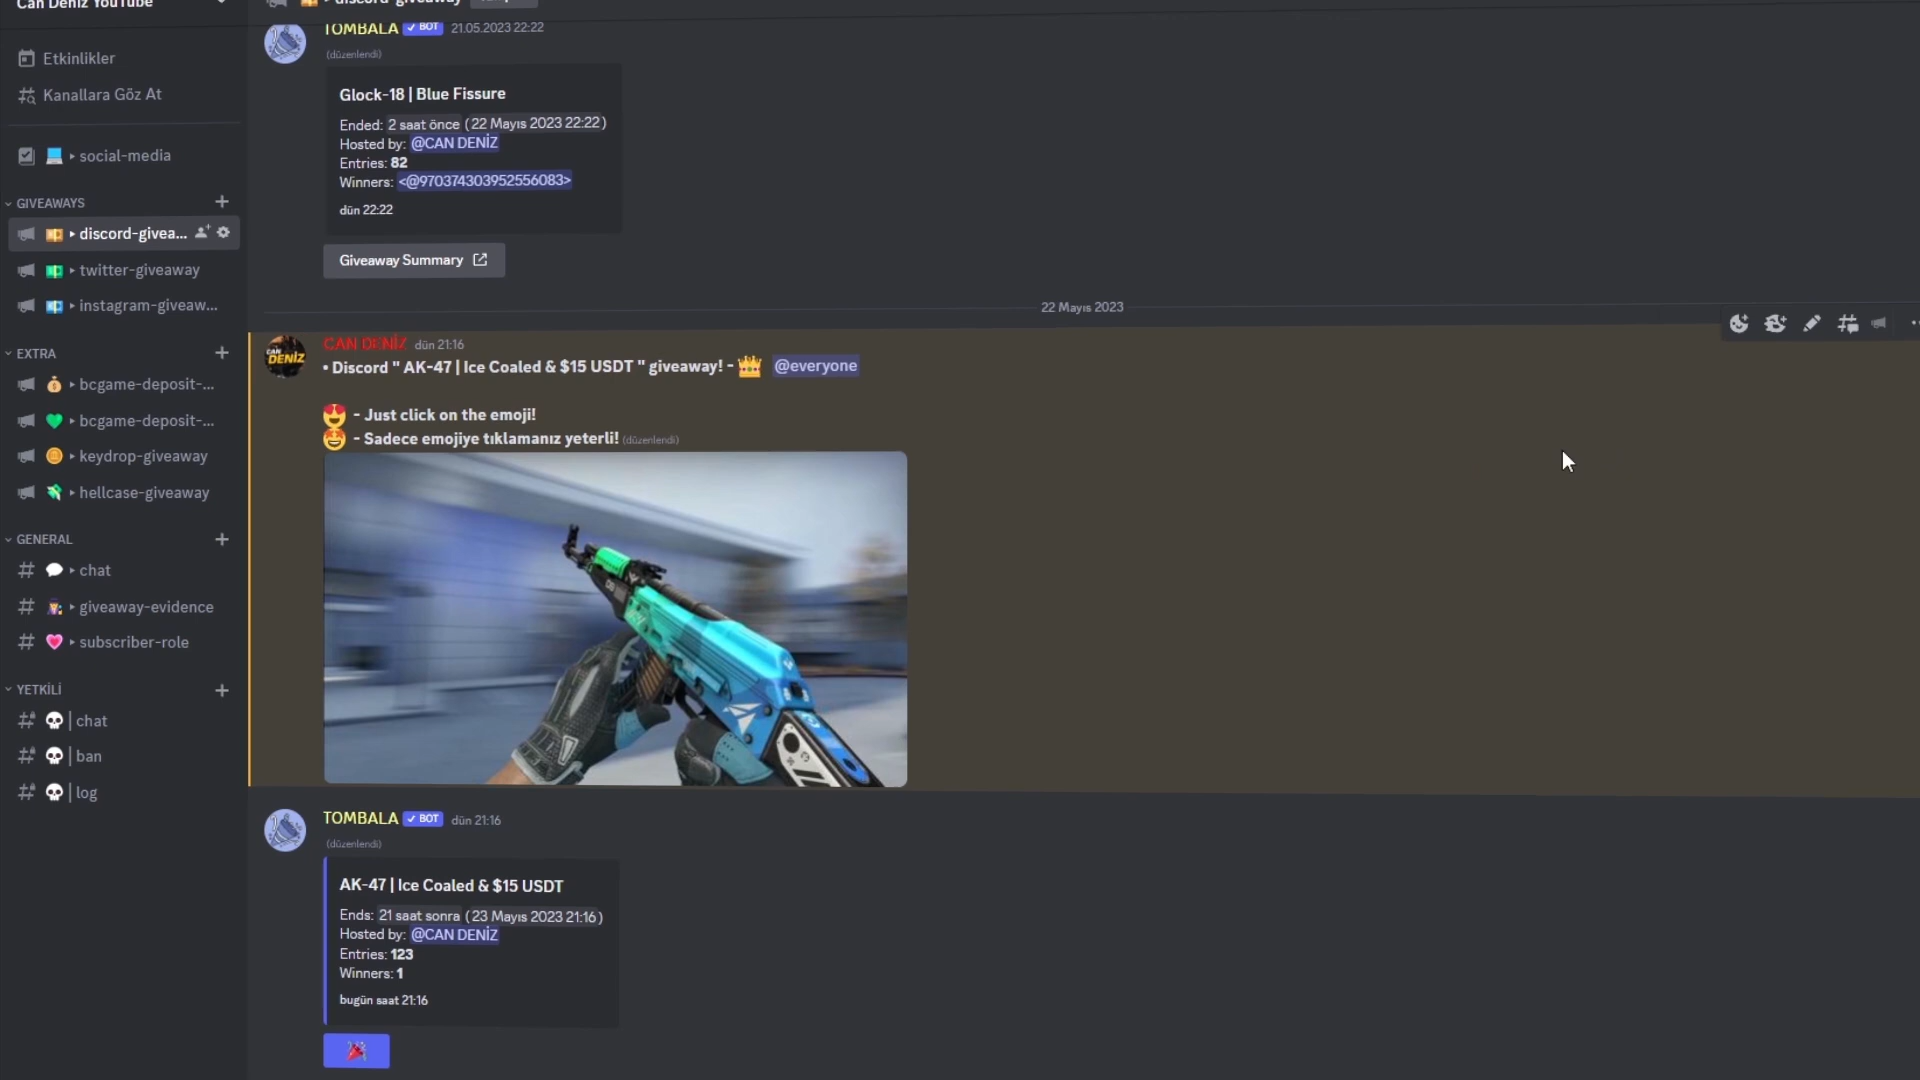 Can Deniz YouTube
Etkinlikler
Kanallara Göz At
social-media
GIVEAWAYS
discord-givea...
twitter-giveaway
instagram-giveaw...
EXTRA
bcgame-deposit-...
bcgame-deposit-...
keydrop-giveaway
hellcase-giveaway
GENERAL
chat
giveaway-evidence
subscriber-role
YETKİLİ
| chat
| ban
| log
discord-giveaway
TOMBALA ✓ BOT 21.05.2023 22:22
(düzenlendi)
Glock-18 | Blue Fissure
Ended: 2 saat önce (22 Mayıs 2023 22:22)
Hosted by: @CAN DENİZ
Entries: 82
Winners: <@970374303952556083>
dün 22:22
Giveaway Summary
22 Mayıs 2023
CAN DENİZ dün 21:16
• Discord " AK-47 | Ice Coaled & $15 USDT " giveaway! - @everyone
- Just click on the emoji!
- Sadece emojiye tıklamanız yeterli! (düzenlendi)
TOMBALA ✓ BOT dün 21:16
(düzenlendi)
AK-47 | Ice Coaled & $15 USDT
Ends: 21 saat sonra (23 Mayıs 2023 21:16)
Hosted by: @CAN DENİZ
Entries: 123
Winners: 1
bugün saat 21:16